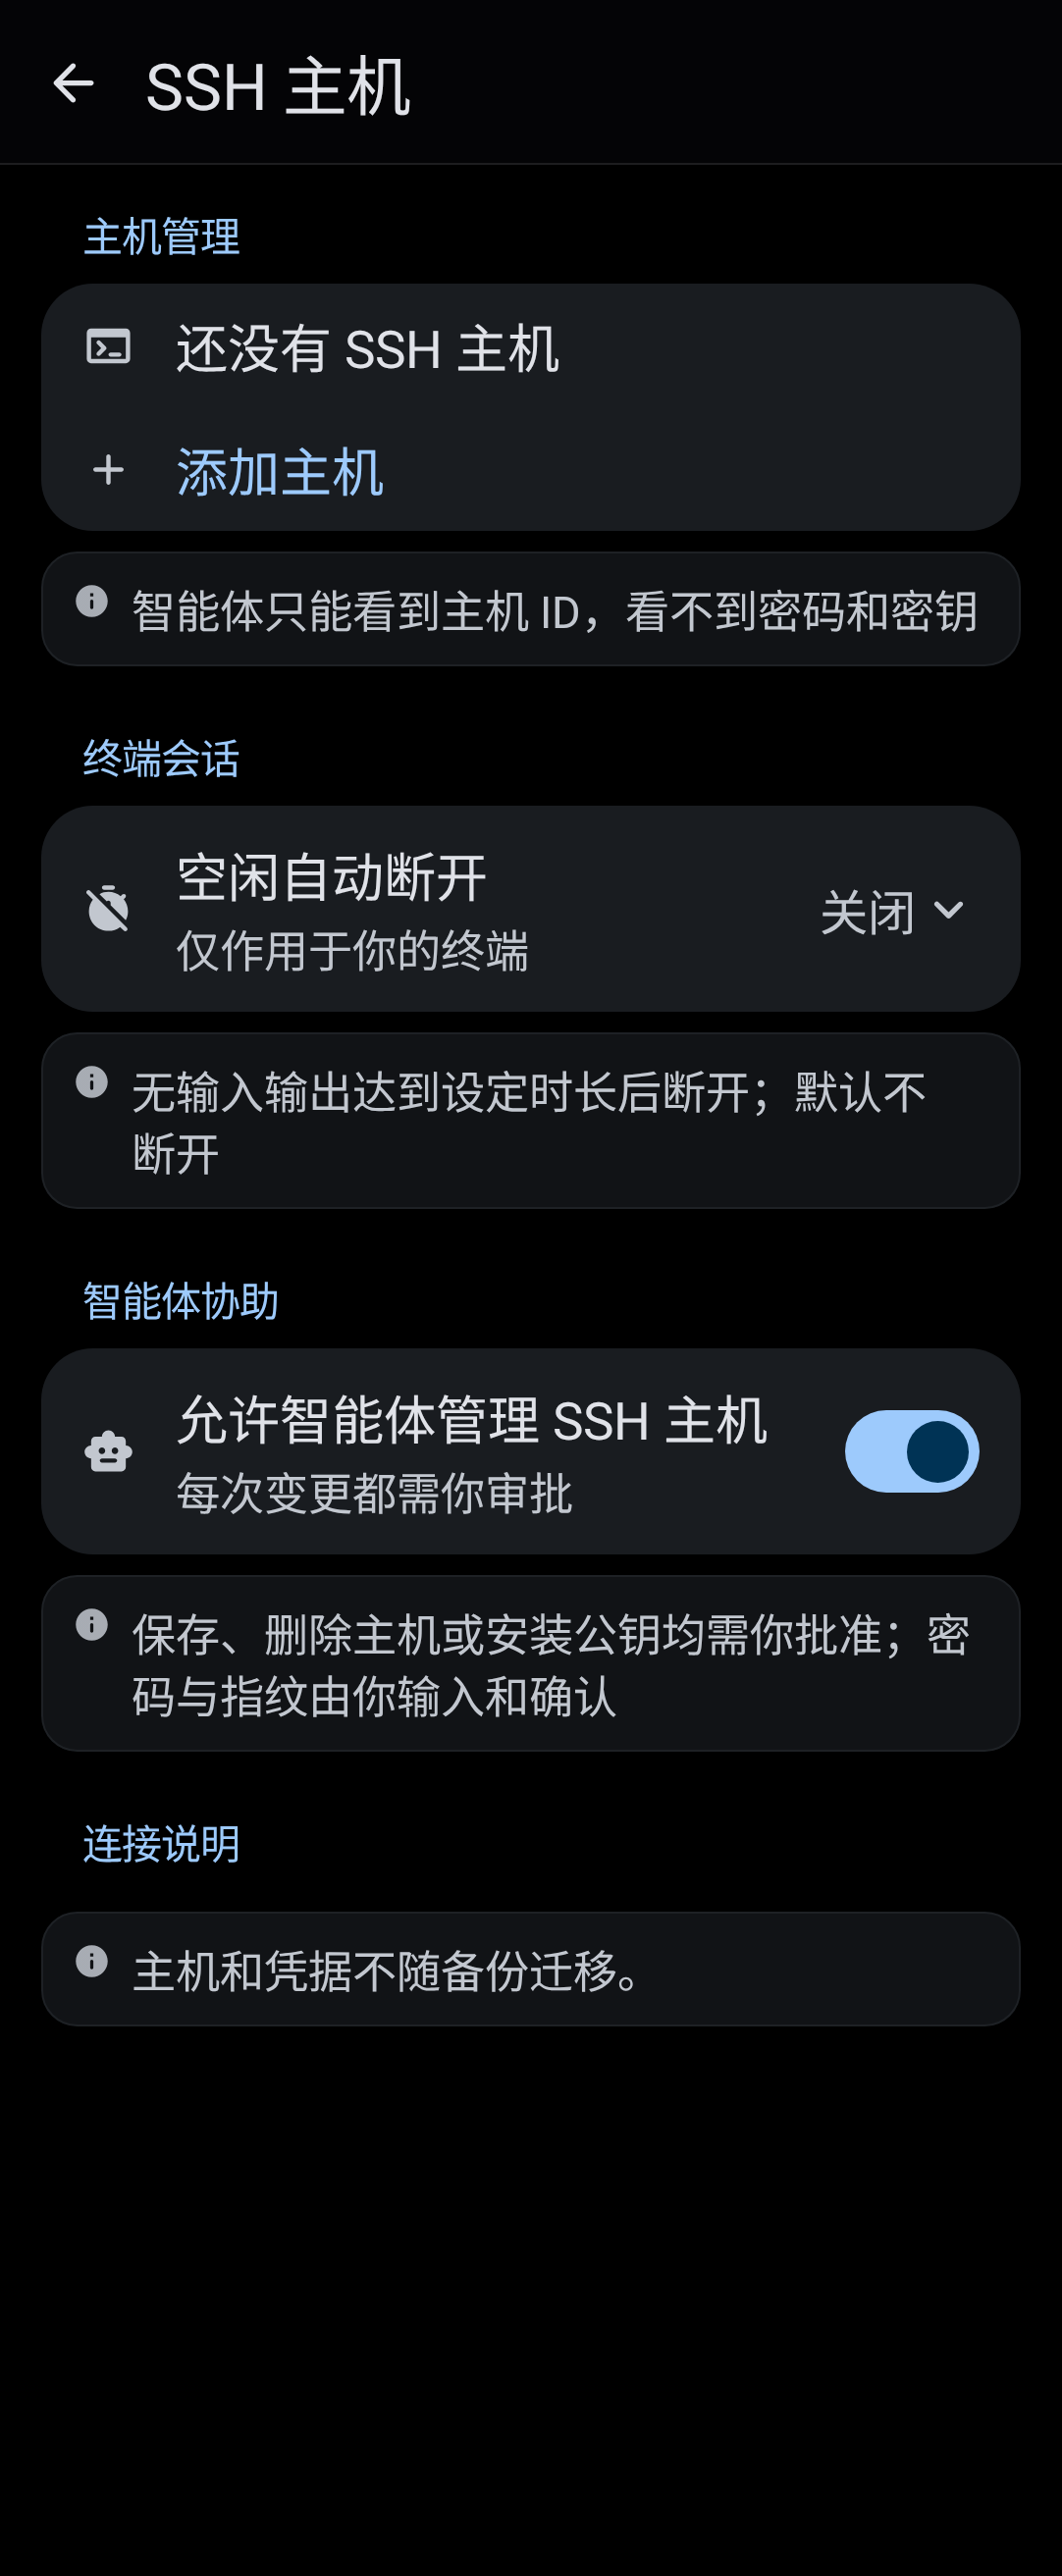 SSH 主机
主机管理
还没有 SSH 主机
添加主机
智能体只能看到主机 ID，看不到密码和密钥
终端会话
空闲自动断开
仅作用于你的终端
关闭
无输入输出达到设定时长后断开；默认不
断开
智能体协助
允许智能体管理 SSH 主机
每次变更都需你审批
保存、删除主机或安装公钥均需你批准；密
码与指纹由你输入和确认
连接说明
主机和凭据不随备份迁移。